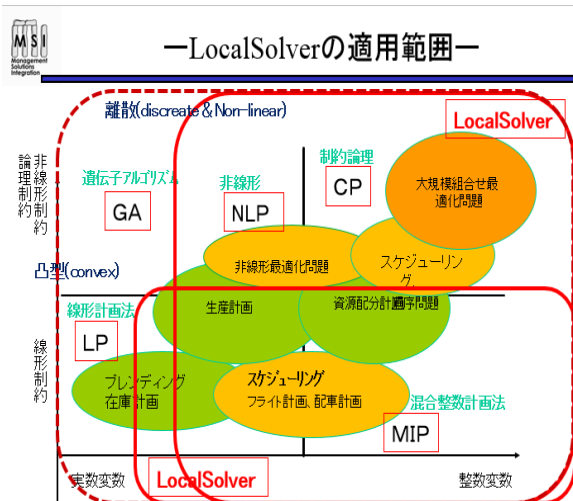 MSI
Management
Solutions
Integration
―LocalSolverの適用範囲―
離散(discreate & Non-linear)
LocalSolver
非線形制約
論理制約
遺伝子アルゴリズム
GA
非線形
NLP
制約論理
CP
大規模組合せ最
適化問題
非線形最適化問題
スケジューリン
グ,
凸型(convex)
線形計画法
LP
生産計画
資源配分計画
順序問題
線形制約
ブレンディング
在庫計画
スケジューリング
フライト計画、配車計画
混合整数計画法
MIP
実数変数
LocalSolver
整数変数